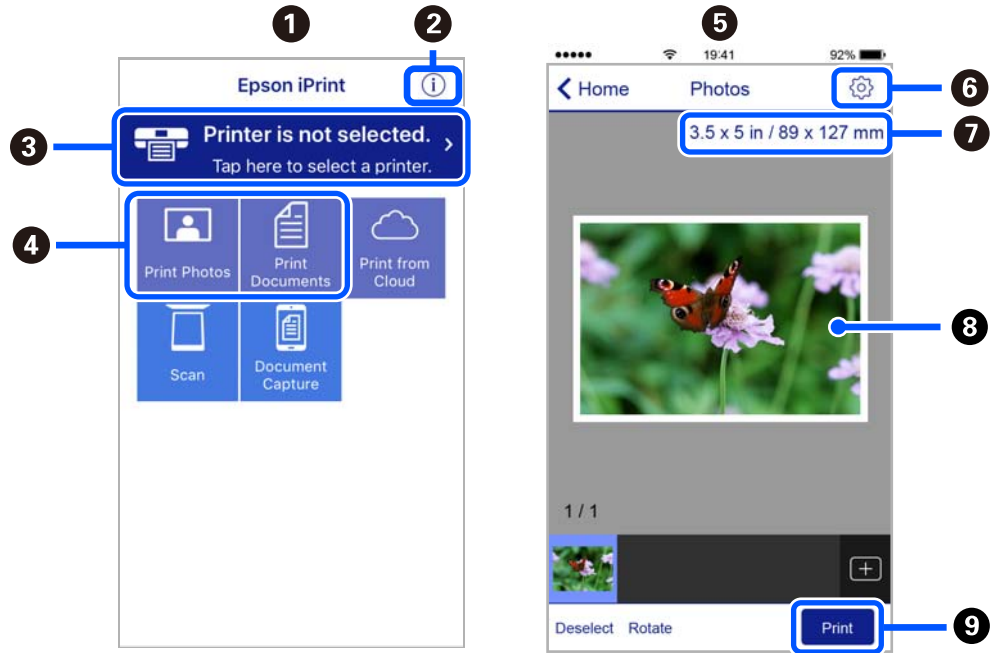 1
2
Epson iPrint
i
3
Printer is not selected.
Tap here to select a printer.
4
Print Photos
Print
Documents
Print from
Cloud
Scan
Document
Capture
5
19:41
92%
Home
Photos
6
3.5 x 5 in / 89 x 127 mm
7
8
1 / 1
Deselect
Rotate
Print
9